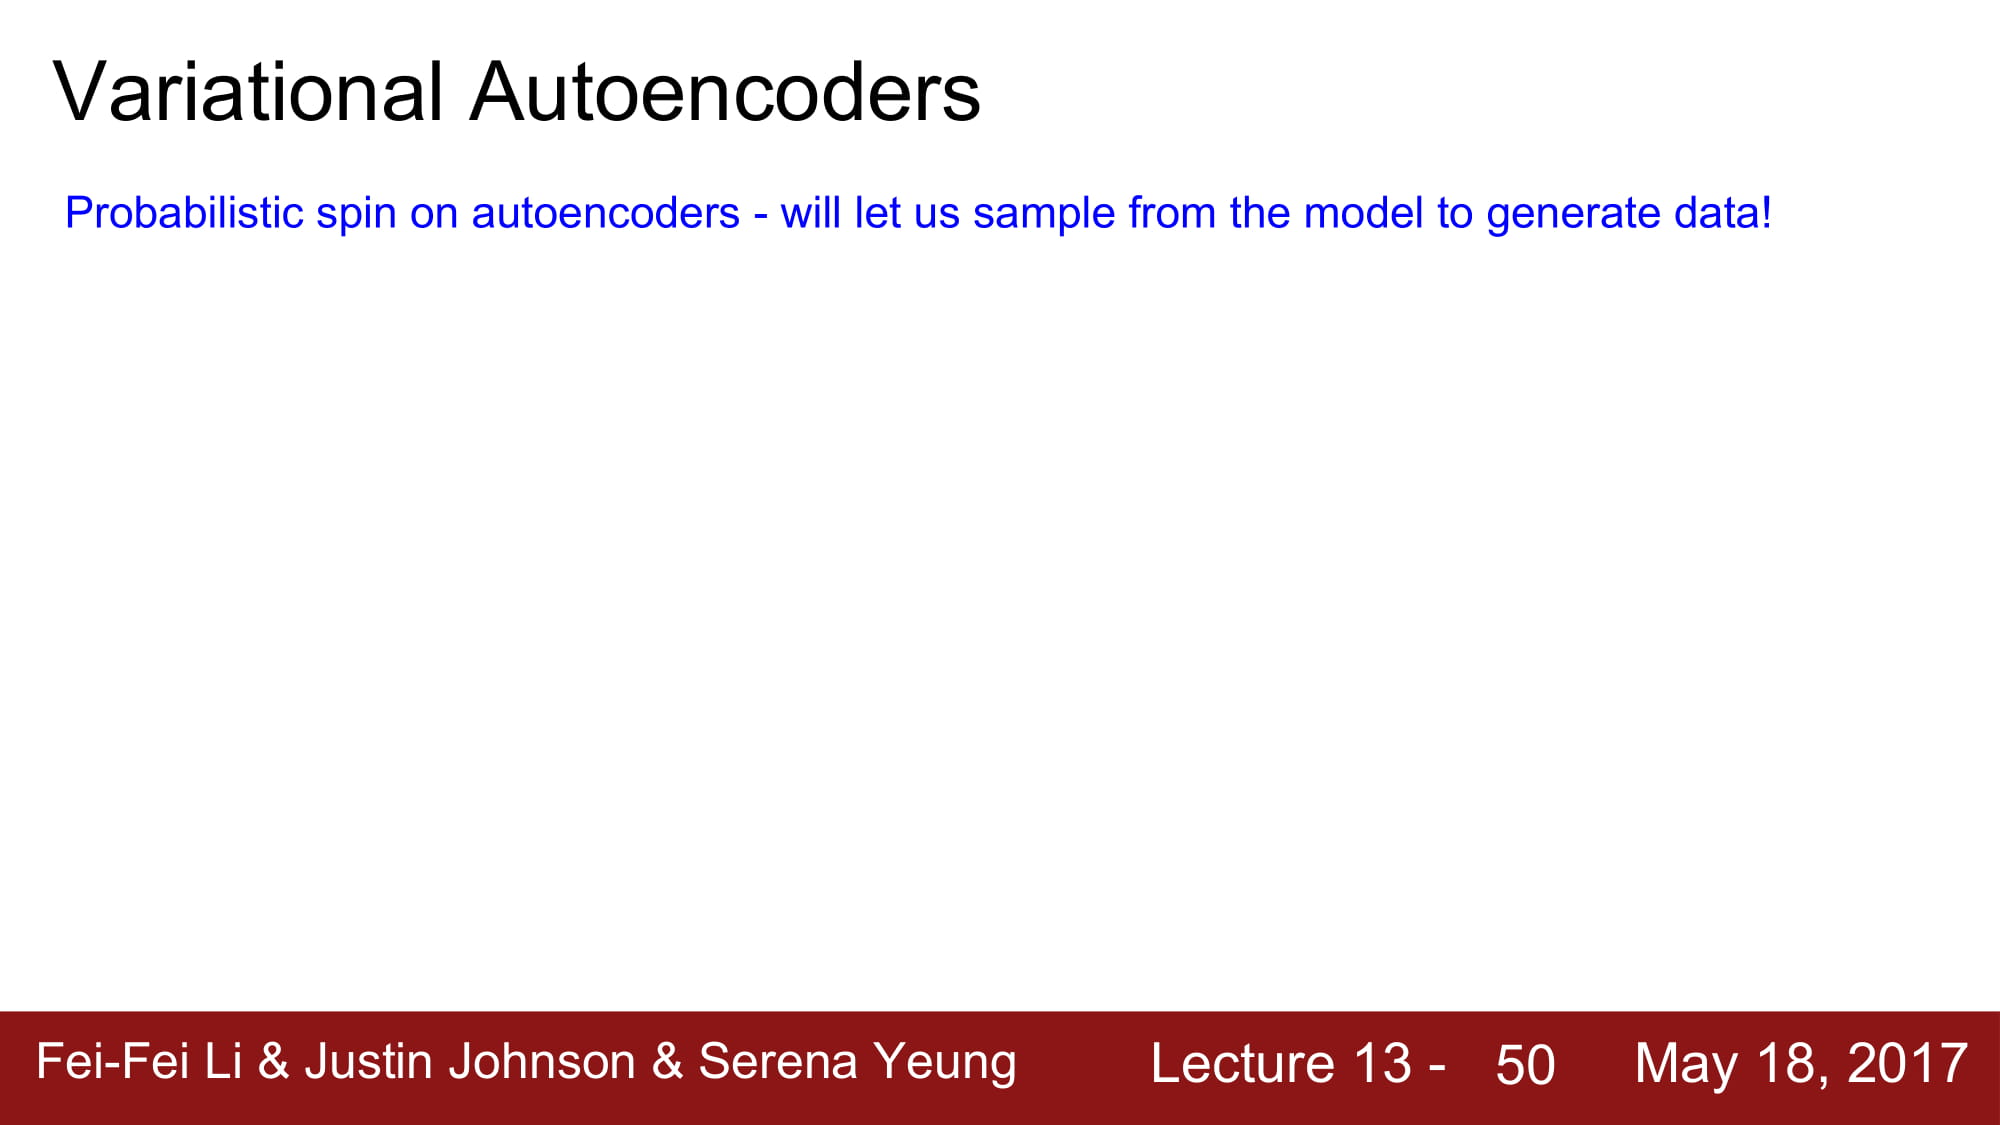 Variational Autoencoders
Probabilistic spin on autoencoders - will let us sample from the model to generate data!
Fei-Fei Li & Justin Johnson & Serena Yeung Lecture 13 - 50 May 18, 2017